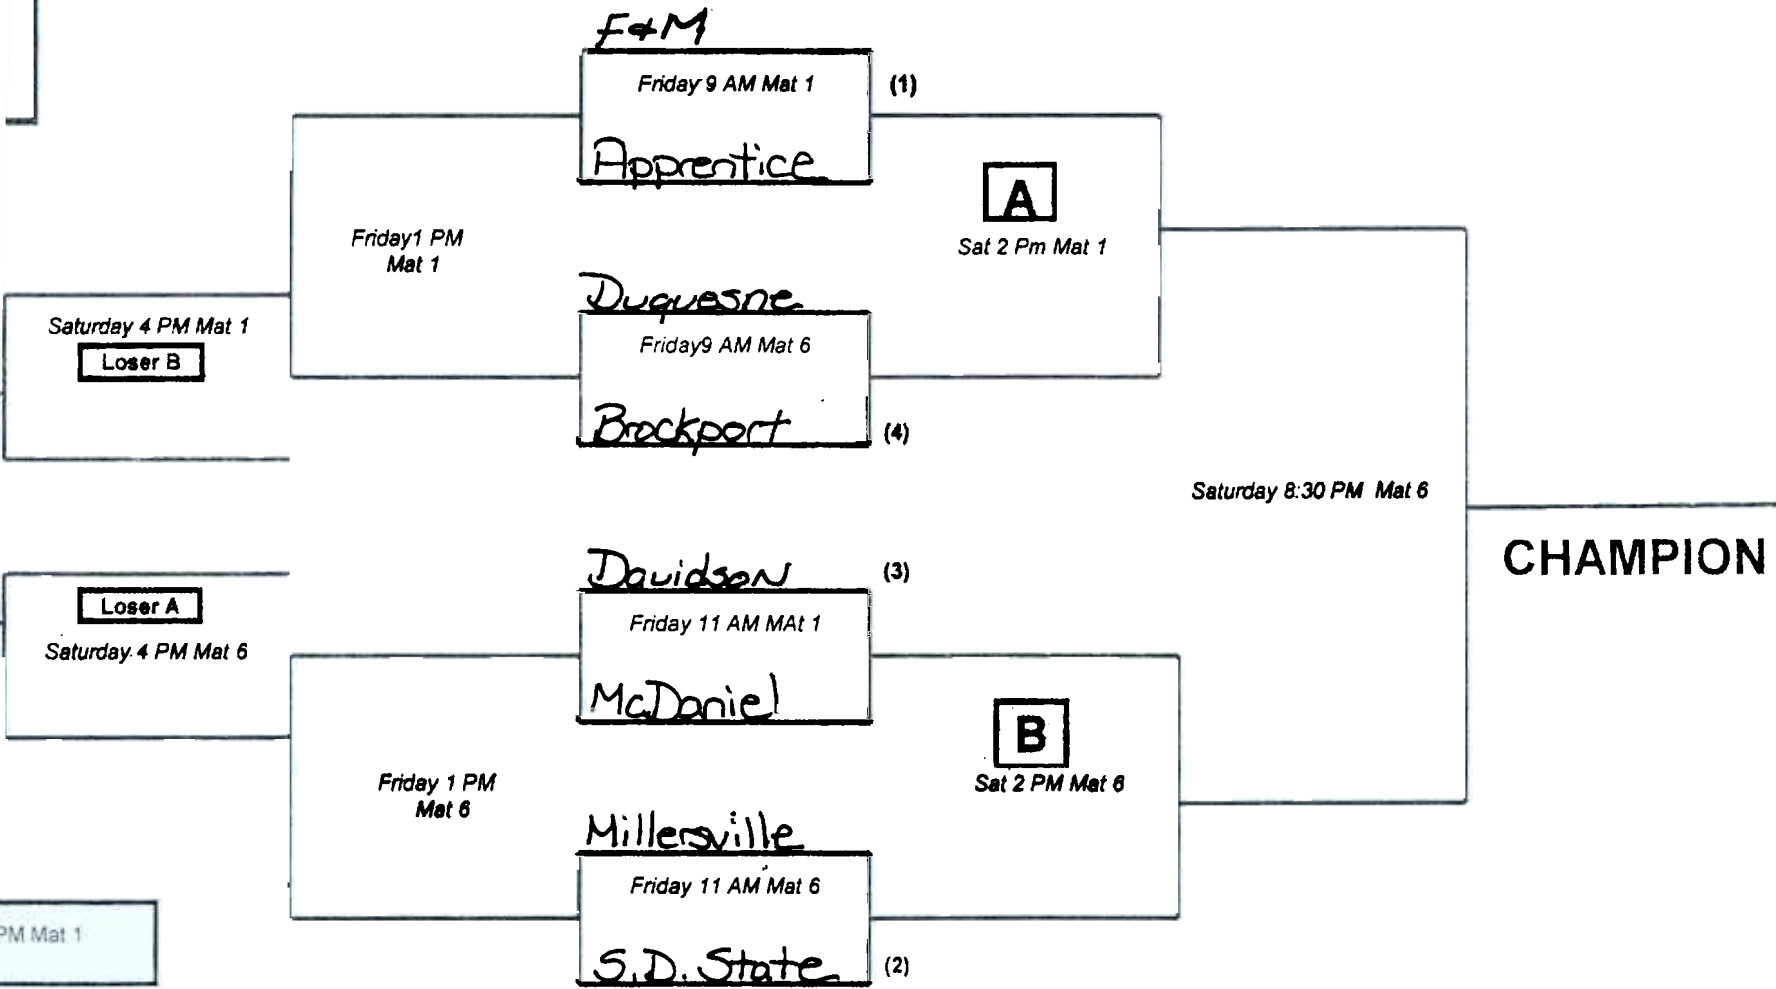 F&M
Friday 9 AM Mat 1
(1)
Apprentice
A
Sat 2 Pm Mat 1
Friday1 PM
Mat 1
Duquesne
Friday9 AM Mat 6
Brockport
(4)
Saturday 4 PM Mat 1
Loser B
Saturday 8:30 PM Mat 6
CHAMPION
Davidson
(3)
Friday 11 AM MAt 1
McDaniel
Loser A
Saturday 4 PM Mat 6
B
Sat 2 PM Mat 6
Friday 1 PM
Mat 6
Millersville
Friday 11 AM Mat 6
S.D. State
(2)
PM Mat 1